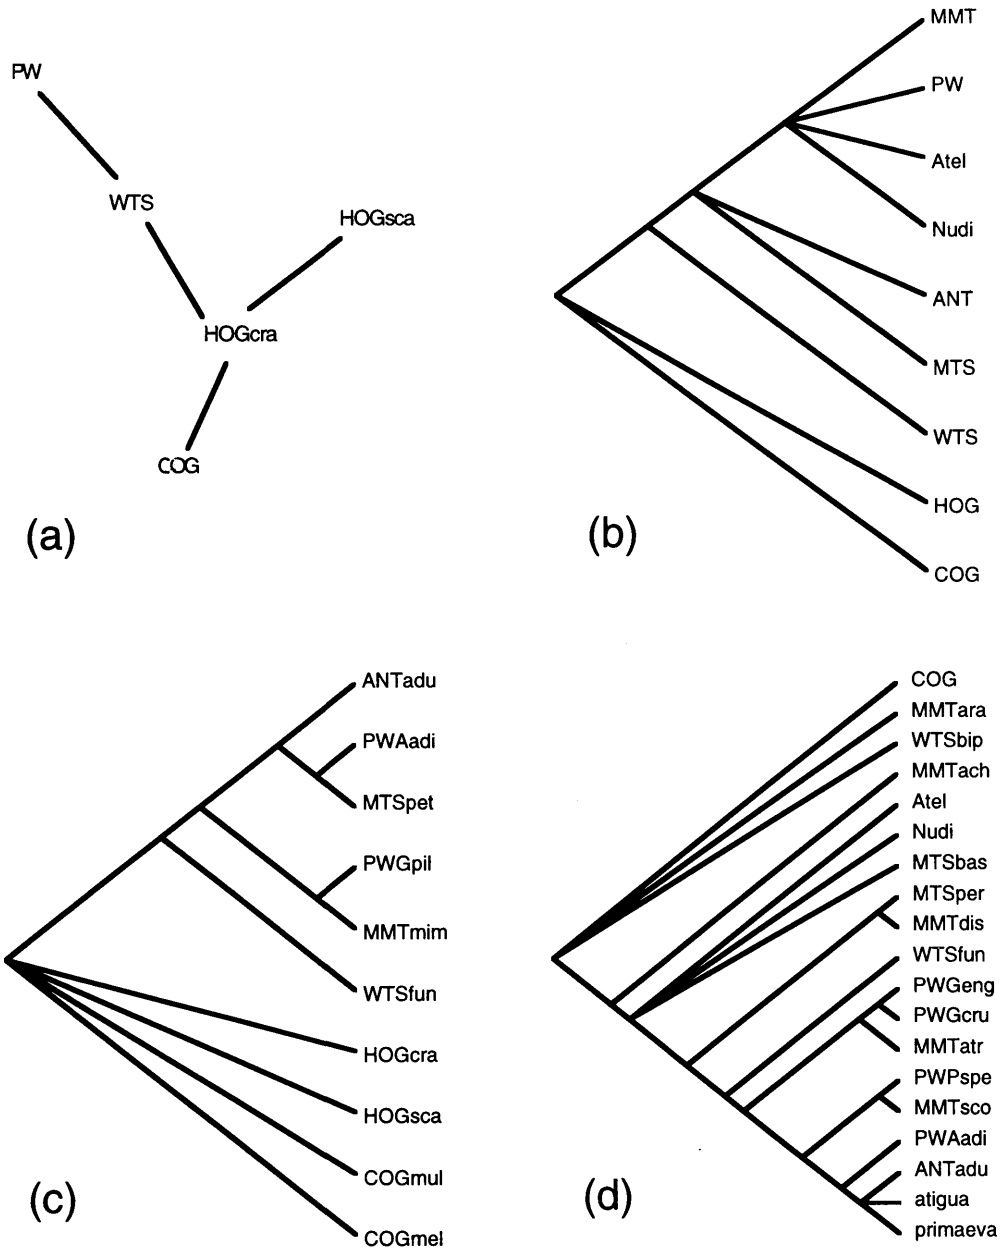 PW
WTS
HOGsca
HOGcra
COG
(a)
MMT
PW
Atel
Nudi
ANT
MTS
WTS
HOG
COG
(b)
ANTadu
PWAadi
MTSpet
PWGpil
MMTmim
WTSfun
HOGcra
HOGsca
COGmul
COGmel
(c)
COG
MMTara
WTSbip
MMTach
Atel
Nudi
MTSbas
MTSper
MMTdis
WTSfun
PWGeng
PWGcru
MMTatr
PWPspe
MMTsco
PWAadi
ANTadu
atigua
primaeva
(d)